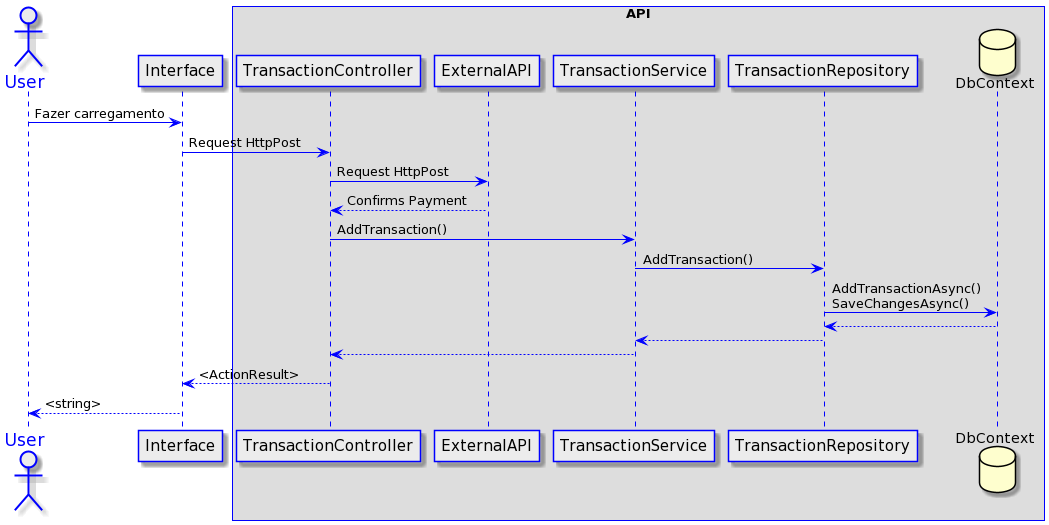 API
User
Interface
TransactionController
ExternalAPI
TransactionService
TransactionRepository
DbContext
Fazer carregamento
Request HttpPost
Request HttpPost
Confirms Payment
AddTransaction()
AddTransaction()
AddTransactionAsync()
SaveChangesAsync()
<ActionResult>
<string>
User
Interface
TransactionController
ExternalAPI
TransactionService
TransactionRepository
DbContext